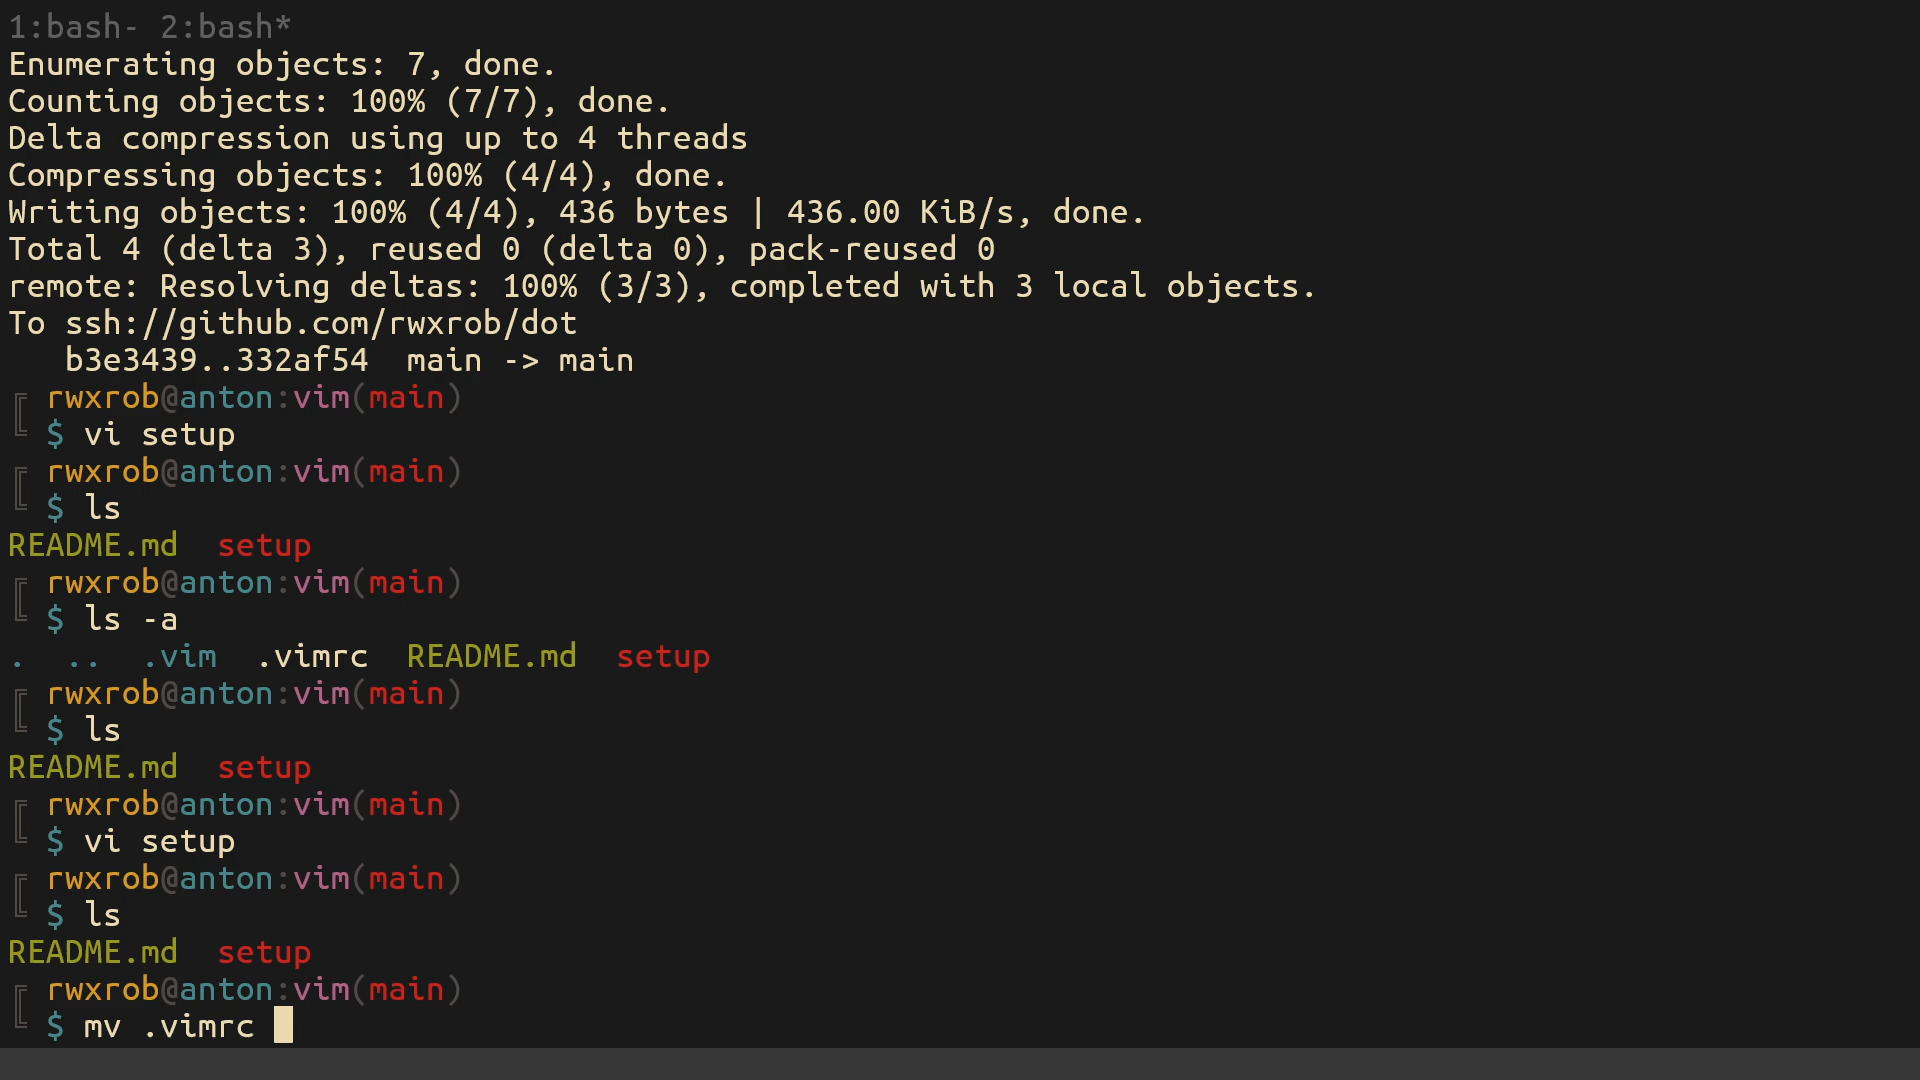 1:bash- 2:bash*
Enumerating objects: 7, done.
Counting objects: 100% (7/7), done.
Delta compression using up to 4 threads
Compressing objects: 100% (4/4), done.
Writing objects: 100% (4/4), 436 bytes | 436.00 KiB/s, done.
Total 4 (delta 3), reused 0 (delta 0), pack-reused 0
remote: Resolving deltas: 100% (3/3), completed with 3 local objects.
To ssh://github.com/rwxrob/dot
   b3e3439..332af54  main -> main
╔ rwxrob@anton:vim(main)
╚ $ vi setup
╔ rwxrob@anton:vim(main)
╚ $ ls
README.md  setup
╔ rwxrob@anton:vim(main)
╚ $ ls -a
.  ..  .vim  .vimrc  README.md  setup
╔ rwxrob@anton:vim(main)
╚ $ ls
README.md  setup
╔ rwxrob@anton:vim(main)
╚ $ vi setup
╔ rwxrob@anton:vim(main)
╚ $ ls
README.md  setup
╔ rwxrob@anton:vim(main)
╚ $ mv .vimrc